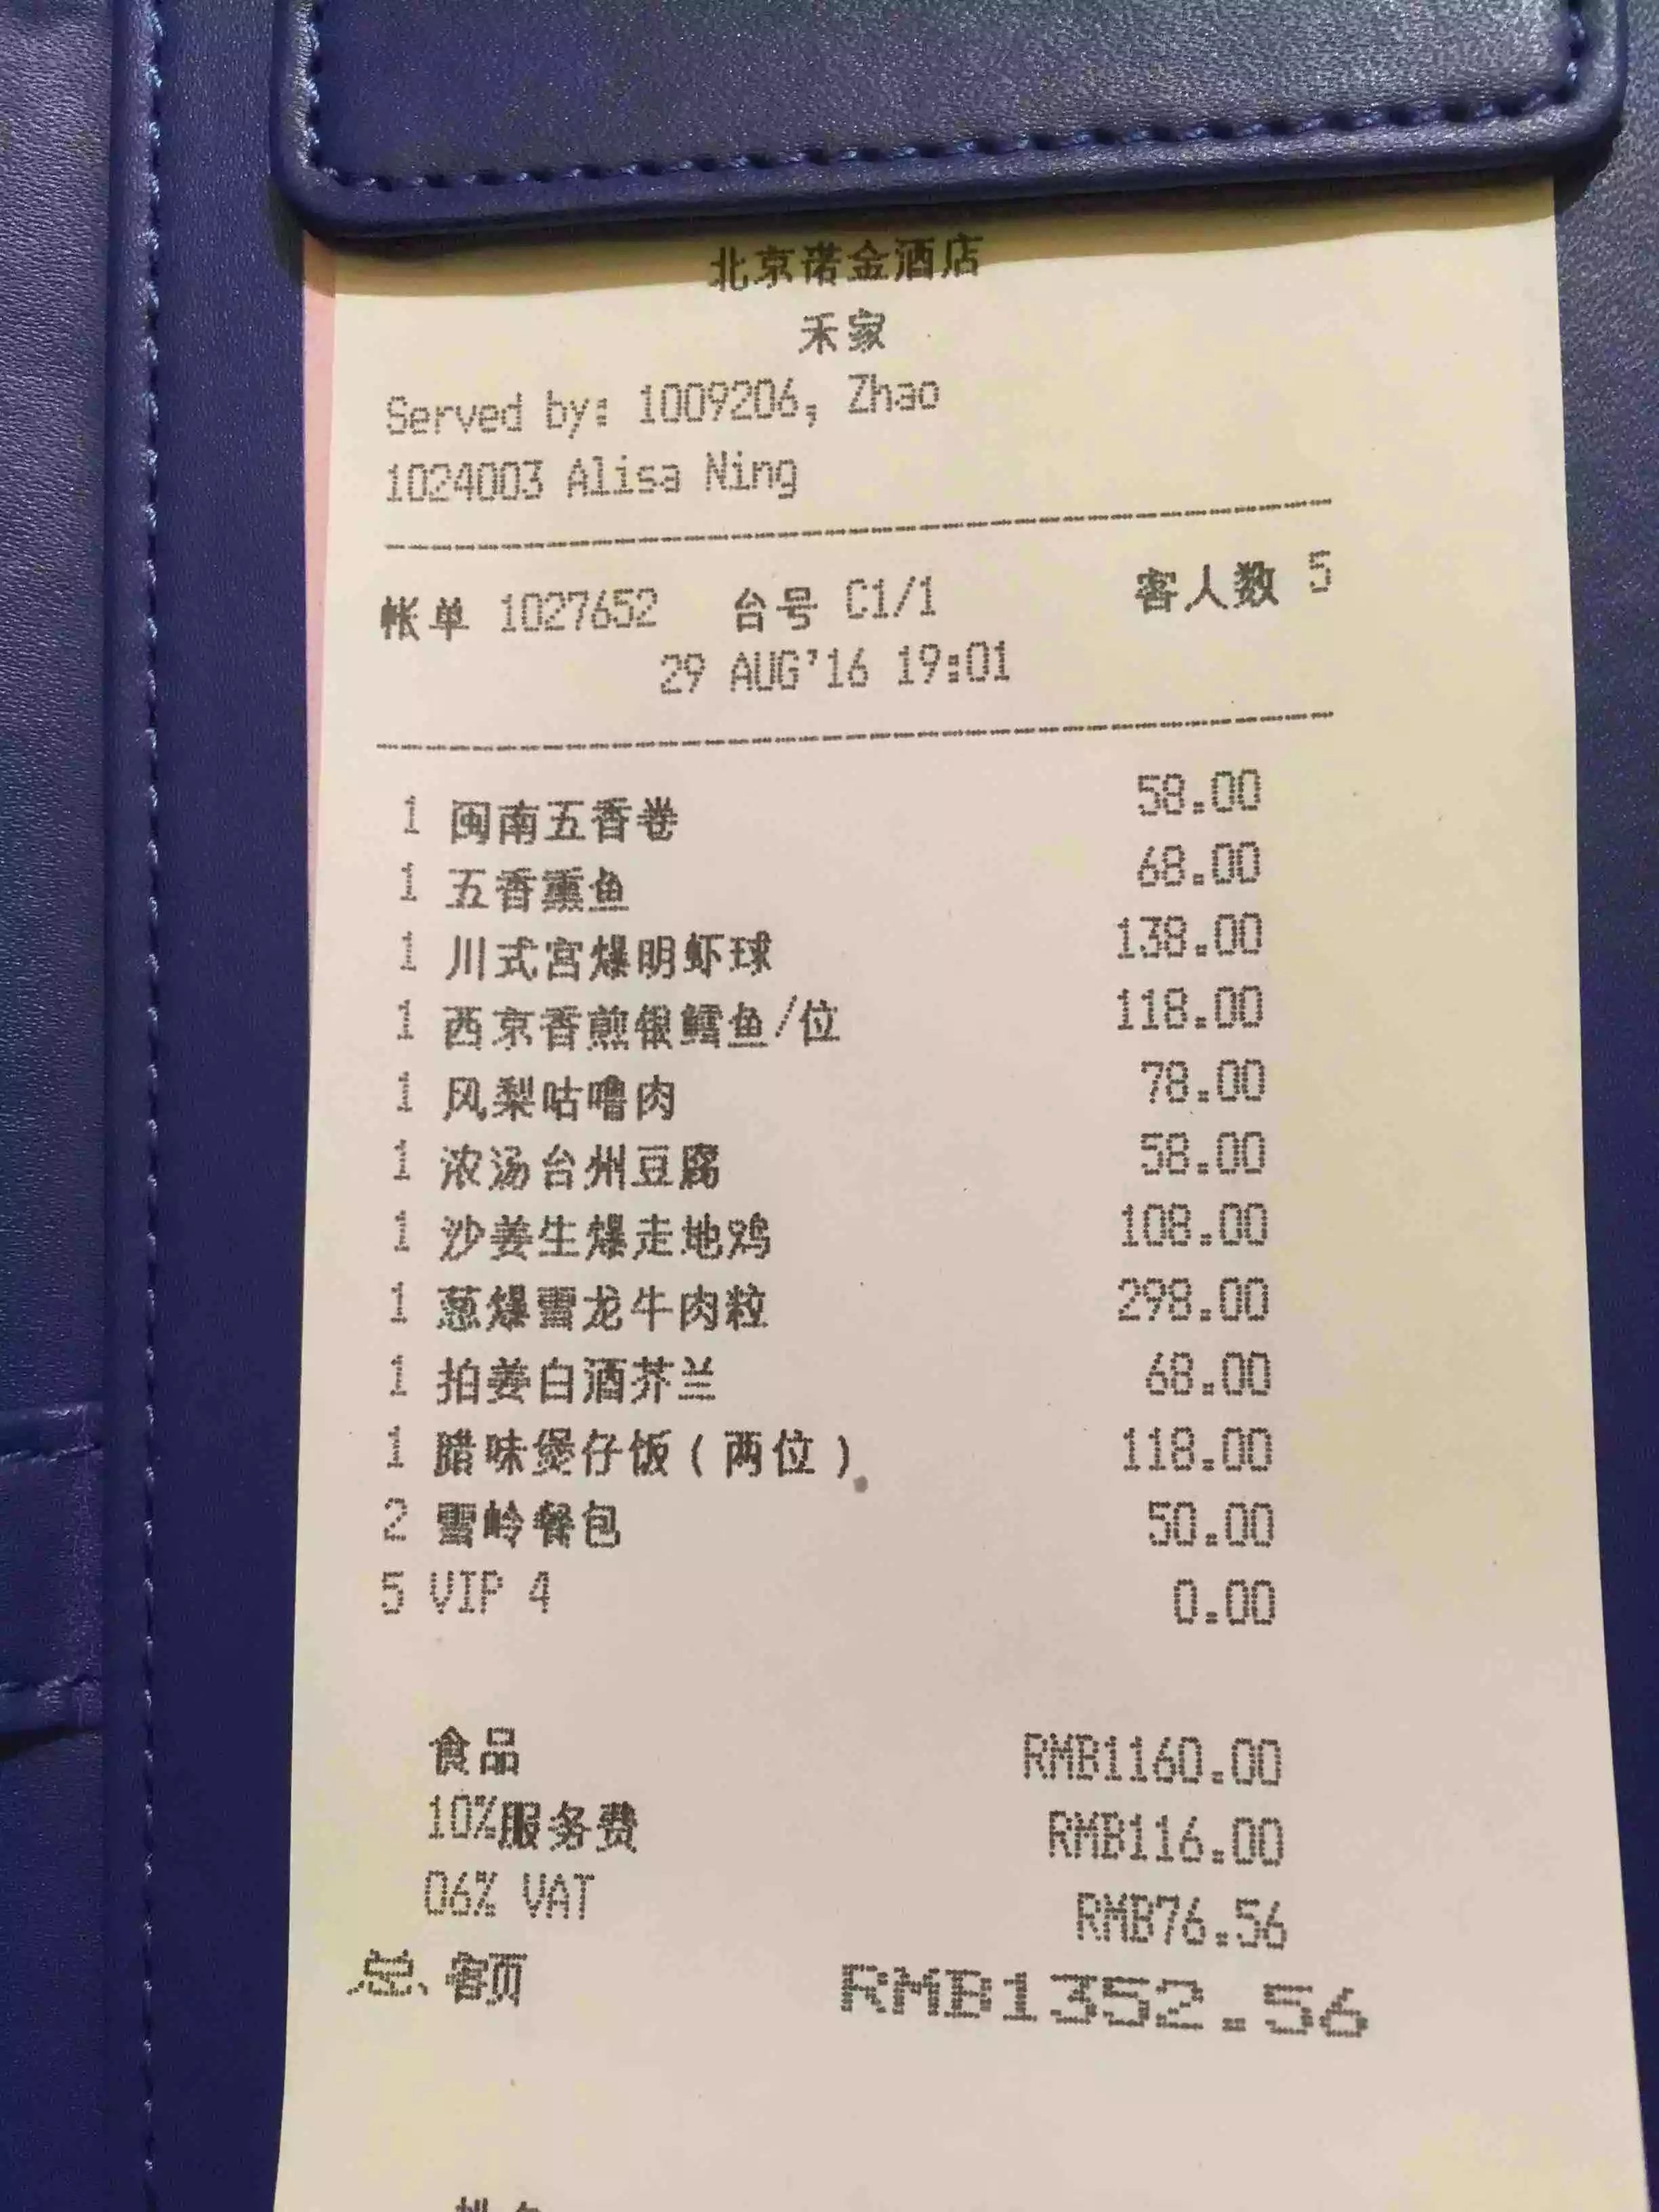 北京诺金酒店
禾家
Served by: 1009206, Zhao
1024003 Alisa Ning
帐单 1027652 台号 C1/1 客人数 5
29 AUG'16 19:01
1 闽南五香卷 58.00
1 五香熏鱼 68.00
1 川式宫爆明虾球 138.00
1 西京香煎银鳕鱼/位 118.00
1 风梨咕噜肉 78.00
1 浓汤台州豆腐 58.00
1 沙姜生爆走地鸡 108.00
1 葱爆雪龙牛肉粒 298.00
1 拍姜白酒芥兰 68.00
1 腊味煲仔饭(两位) 118.00
2 雪岭餐包 50.00
5 VIP 4 0.00
食品 RMB1160.00
10%服务费 RMB116.00
06% VAT RMB76.56
总额 RMB1352.56